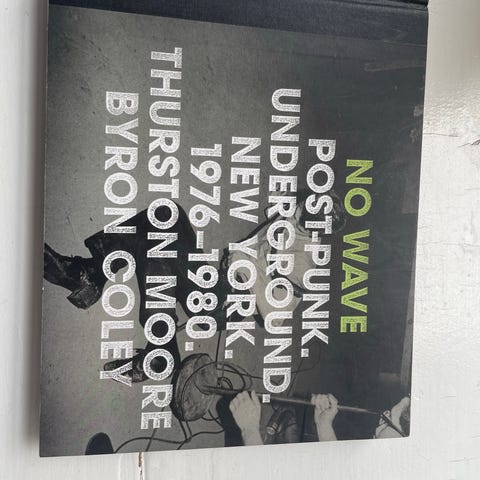 NO WAVE
POST-PUNK.
UNDERGROUND.
NEW YORK.
1976–1980.
THURSTON MOORE
BYRON COLEY